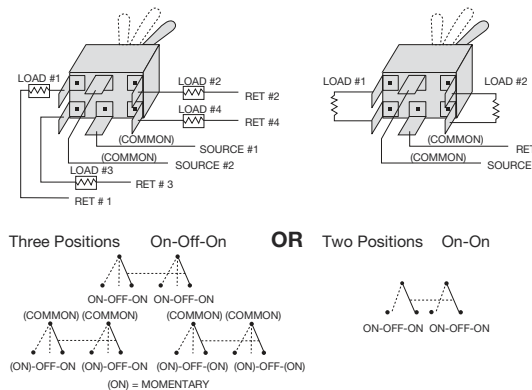 LOAD #1
LOAD #2
RET #2
LOAD #4
RET #4
(COMMON)
SOURCE #1
(COMMON)
SOURCE #2
LOAD #3
RET # 3
RET # 1
LOAD #1
LOAD #2
(COMMON)
RET
(COMMON)
SOURCE
Three Positions On-Off-On OR Two Positions On-On
ON-OFF-ON ON-OFF-ON
(COMMON) (COMMON) (COMMON) (COMMON)
(ON)-OFF-ON (ON)-OFF-ON (ON)-OFF-(ON) (ON)-OFF-(ON)
(ON) = MOMENTARY
ON-OFF-ON ON-OFF-ON